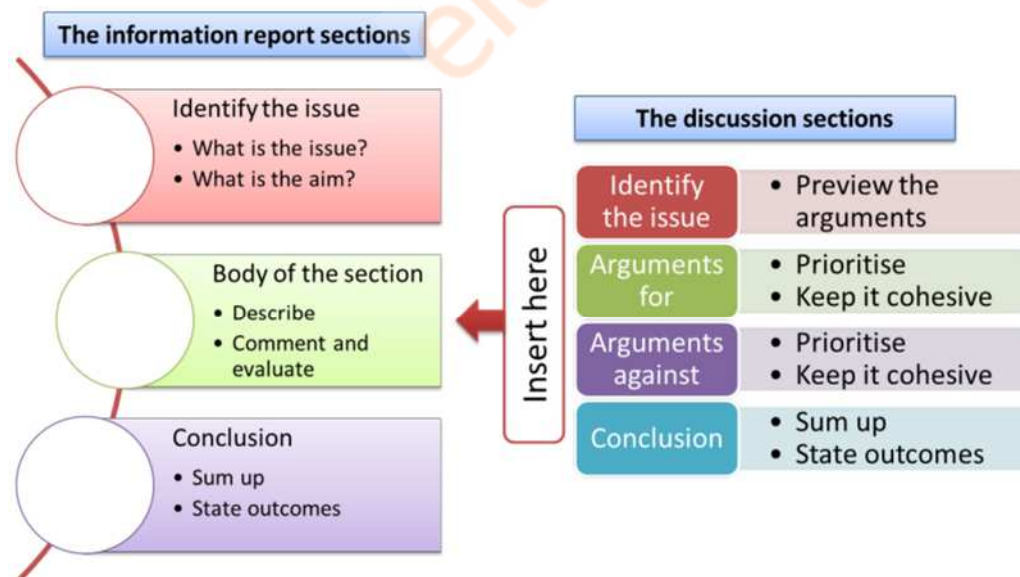 The information report sections
Identify the issue
• What is the issue?
• What is the aim?
Body of the section
• Describe
• Comment and
evaluate
Conclusion
• Sum up
• State outcomes
Insert here
The discussion sections
Identify
the issue
• Preview the
arguments
Arguments
for
• Prioritise
• Keep it cohesive
Arguments
against
• Prioritise
• Keep it cohesive
Conclusion
• Sum up
• State outcomes